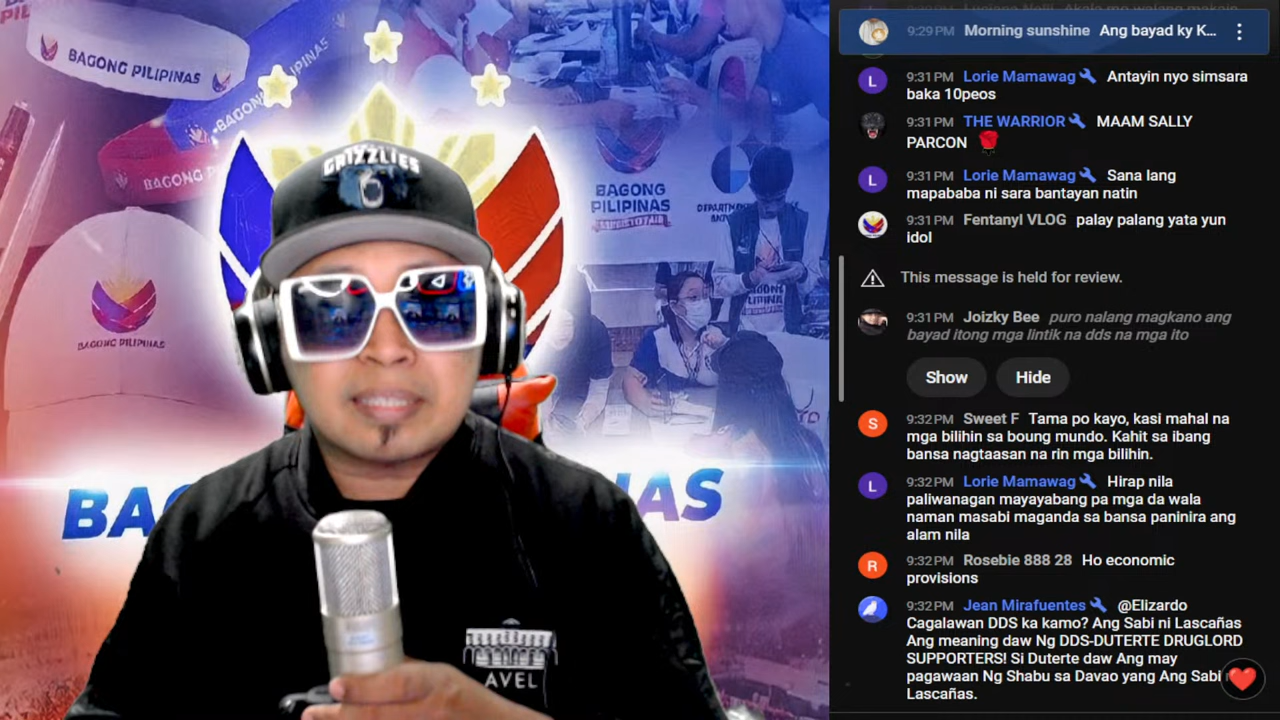 BAGONG PILIPINAS
BAGONG
BAGONG
BAGONG PILIPINAS
GRIZZLIES
BAGONG
PILIPINAS
BAG
NAS
AVEL
9:29 PM Morning sunshine Ang bayad ky K...
9:31 PM Lorie Mamawag Antayin nyo simsara
baka 10peos
9:31 PM THE WARRIOR MAAM SALLY
PARCON
9:31 PM Lorie Mamawag Sana lang
mapababa ni sara bantayan natin
9:31 PM Fentanyl VLOG palay palang yata yun
idol
This message is held for review.
9:31 PM Joizky Bee puro nalang magkano ang
bayad itong mga lintik na dds na mga ito
Show Hide
9:32 PM Sweet F Tama po kayo, kasi mahal na
mga bilihin sa boung mundo. Kahit sa ibang
bansa nagtaasan na rin mga bilihin.
9:32 PM Lorie Mamawag Hirap nila
paliwanagan mayayabang pa mga da wala
naman masabi maganda sa bansa paninira ang
alam nila
9:32 PM Rosebie 888 28 Ho economic
provisions
9:32 PM Jean Mirafuentes @Elizardo
Cagalawan DDS ka kamo? Ang Sabi ni Lascañas
Ang meaning daw Ng DDS-DUTERTE DRUGLORD
SUPPORTERS! Si Duterte daw Ang may
pagawaan Ng Shabu sa Davao yang Ang Sabi
Lascañas.